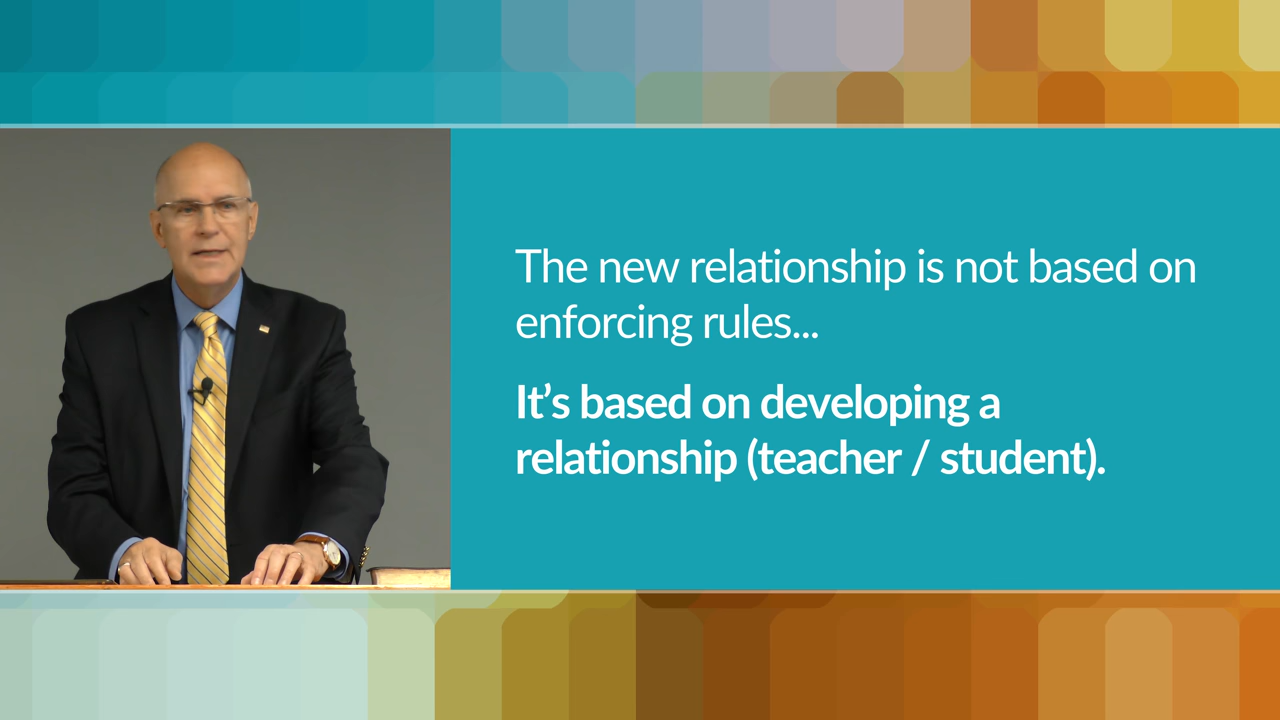 The new relationship is not based on
enforcing rules...
It’s based on developing a
relationship (teacher / student).